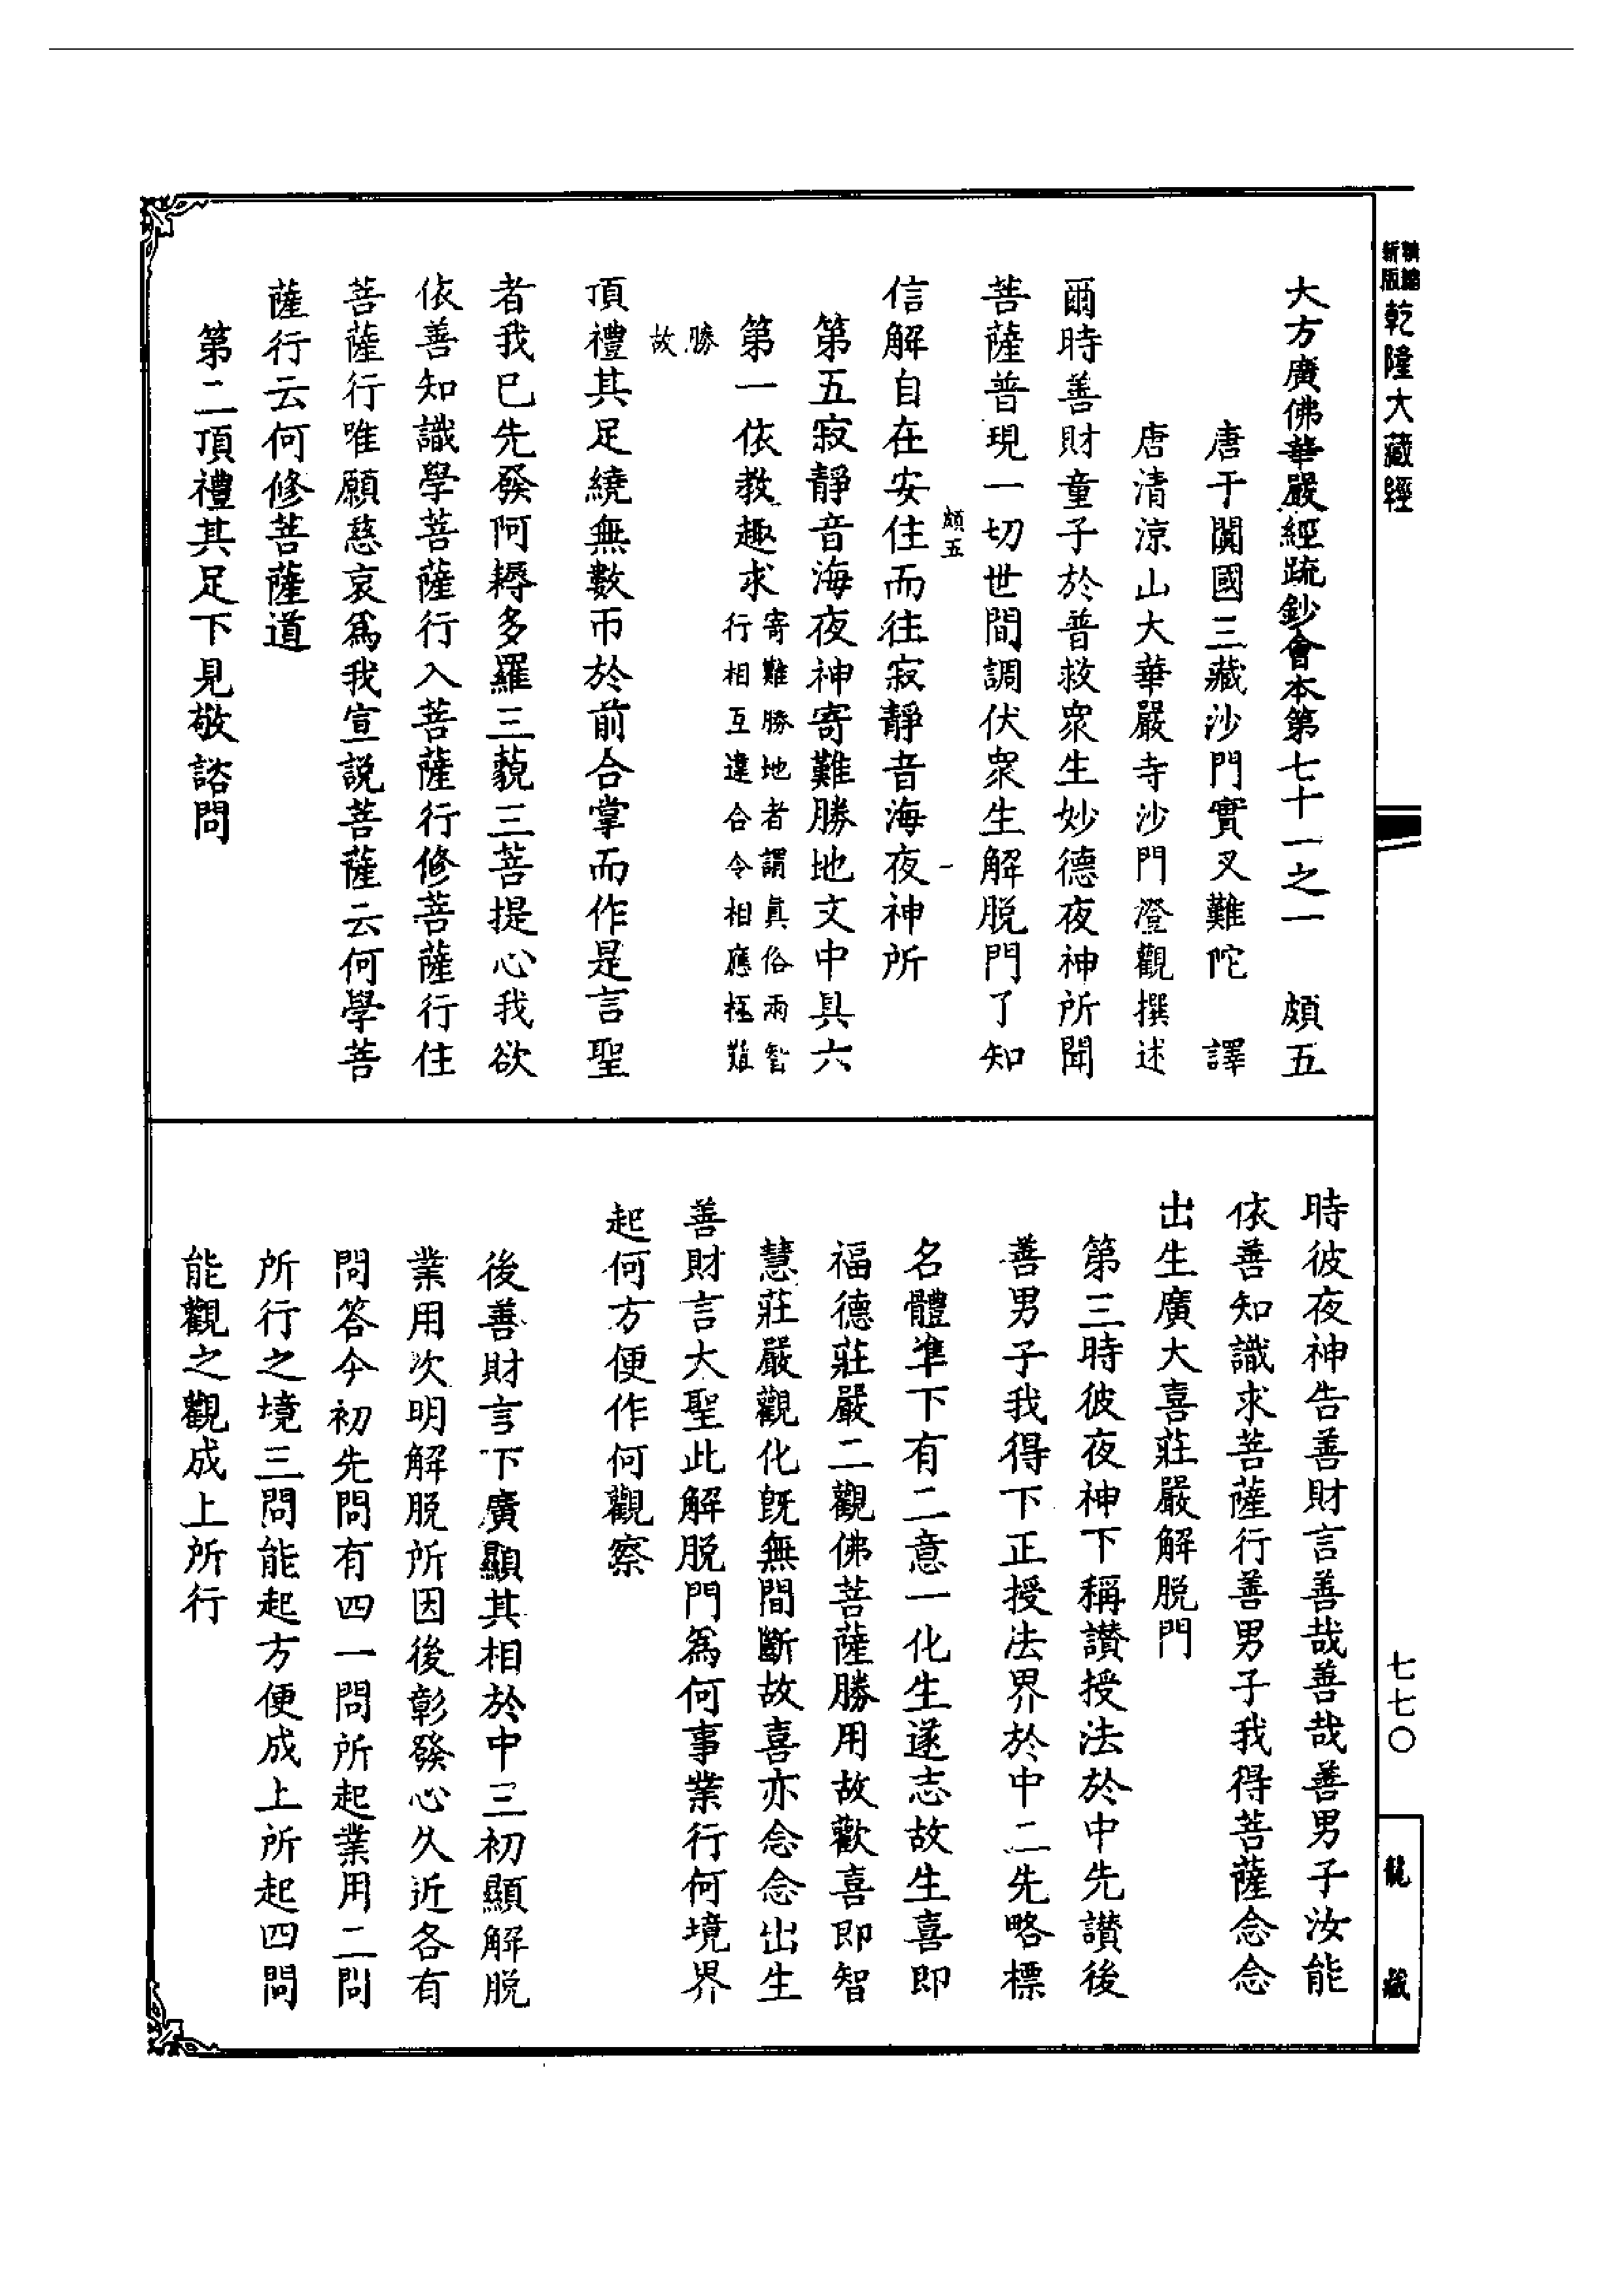 大方廣佛華嚴經疏鈔會本第七十一之一　頗五
唐于闐國三藏沙門實叉難陀　譯
唐清涼山大華嚴寺沙門澄觀撰述
爾時善財童子於普救衆生妙德夜神所聞
菩薩普現一切世間調伏衆生解脱門了知
頗五　一
信解自在安住而往寂靜音海夜神所
第五寂靜音海夜神寄難勝地文中具六
第一依教趣求寄難勝地者謂眞俗兩智
行相互違合令相應極難
勝
故
頂禮其足繞無數帀於前合掌而作是言聖
者我已先發阿耨多羅三藐三菩提心我欲
依善知識學菩薩行入菩薩行修菩薩行住
菩薩行唯願慈哀爲我宣説菩薩云何學菩
薩行云何修菩薩道
第二頂禮其足下見敬諮問
時彼夜神告善財言善哉善哉善男子汝能
依善知識求菩薩行善男子我得菩薩念念
出生廣大喜莊嚴解脱門
第三時彼夜神下稱讃授法於中先讃後
善男子我得下正授法界於中二先略標
名體準下有二意一化生遂志故生喜即
福德莊嚴二觀佛菩薩勝用故歡喜即智
慧莊嚴觀化旣無間斷故喜亦念念出生
善財言大聖此解脱門爲何事業行何境界
起何方便作何觀察
後善財言下廣顯其相於中三初顯解脱
業用次明解脱所因後彰發心久近各有
問答今初先問有四一問所起業用二問
所行之境三問能起方便成上所起四問
能觀之觀成上所行
新版精縮
乾隆大藏經
七七〇
龍藏